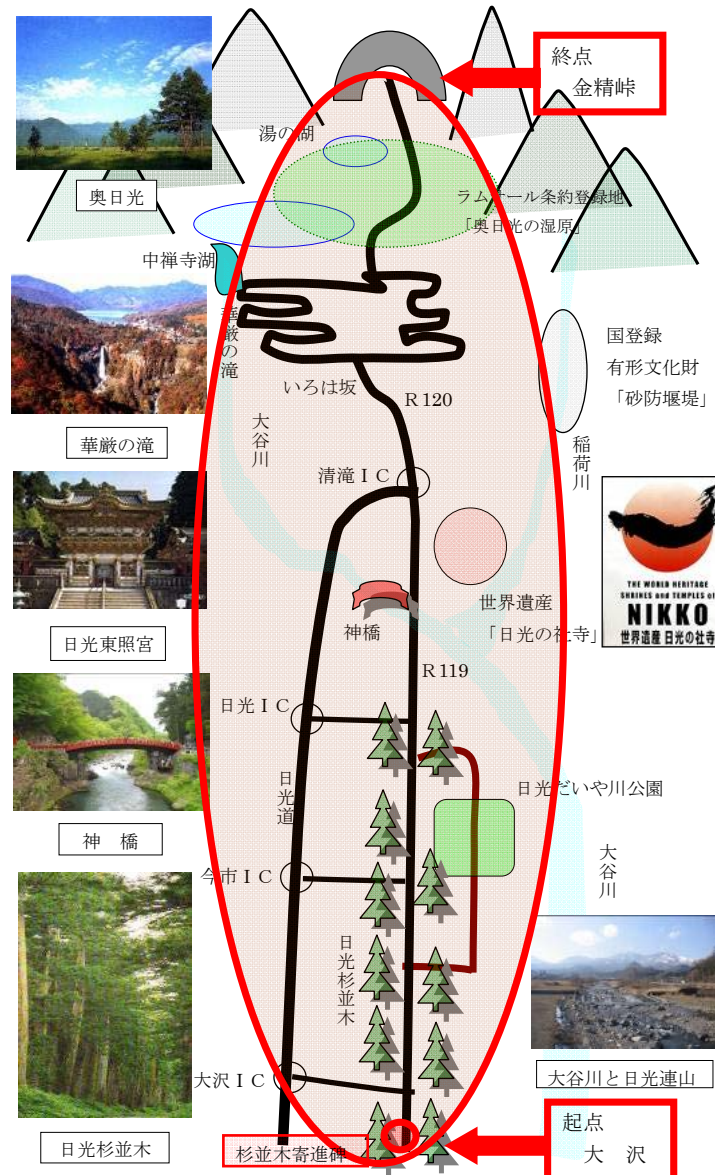 終点
金精峠
湯の湖
奥日光
ラムサール条約登録地
「奥日光の湿原」
中禅寺湖
華厳の滝
国登録
有形文化財
「砂防堰堤」
いろは坂
R120
大谷川
稲荷川
華厳の滝
清滝IC
THE WORLD HERITAGE
SHRINES and TEMPLES of
NIKKO
世界遺産 日光の社寺
世界遺産
「日光の社寺」
神橋
日光東照宮
R119
日光IC
日光道
日光だいや川公園
神 橋
今市IC
大谷川
日光杉並木
大沢IC
大谷川と日光連山
日光杉並木
杉並木寄進碑
起点
大 沢